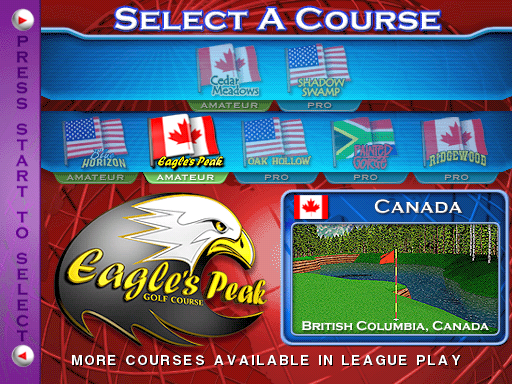 SELECT A COURSE
Cedar
Meadows
SHADOW
SWAMP
AMATEUR
PRO
HORIZON
Eagle's Peak
OAK HOLLOW
RIDGEWOOD
AMATEUR
AMATEUR
PRO
PRO
PRO
PRESS START TO SELECT
Eagle's Peak
GOLF COURSE
CANADA
BRITISH COLUMBIA, CANADA
MORE COURSES AVAILABLE IN LEAGUE PLAY